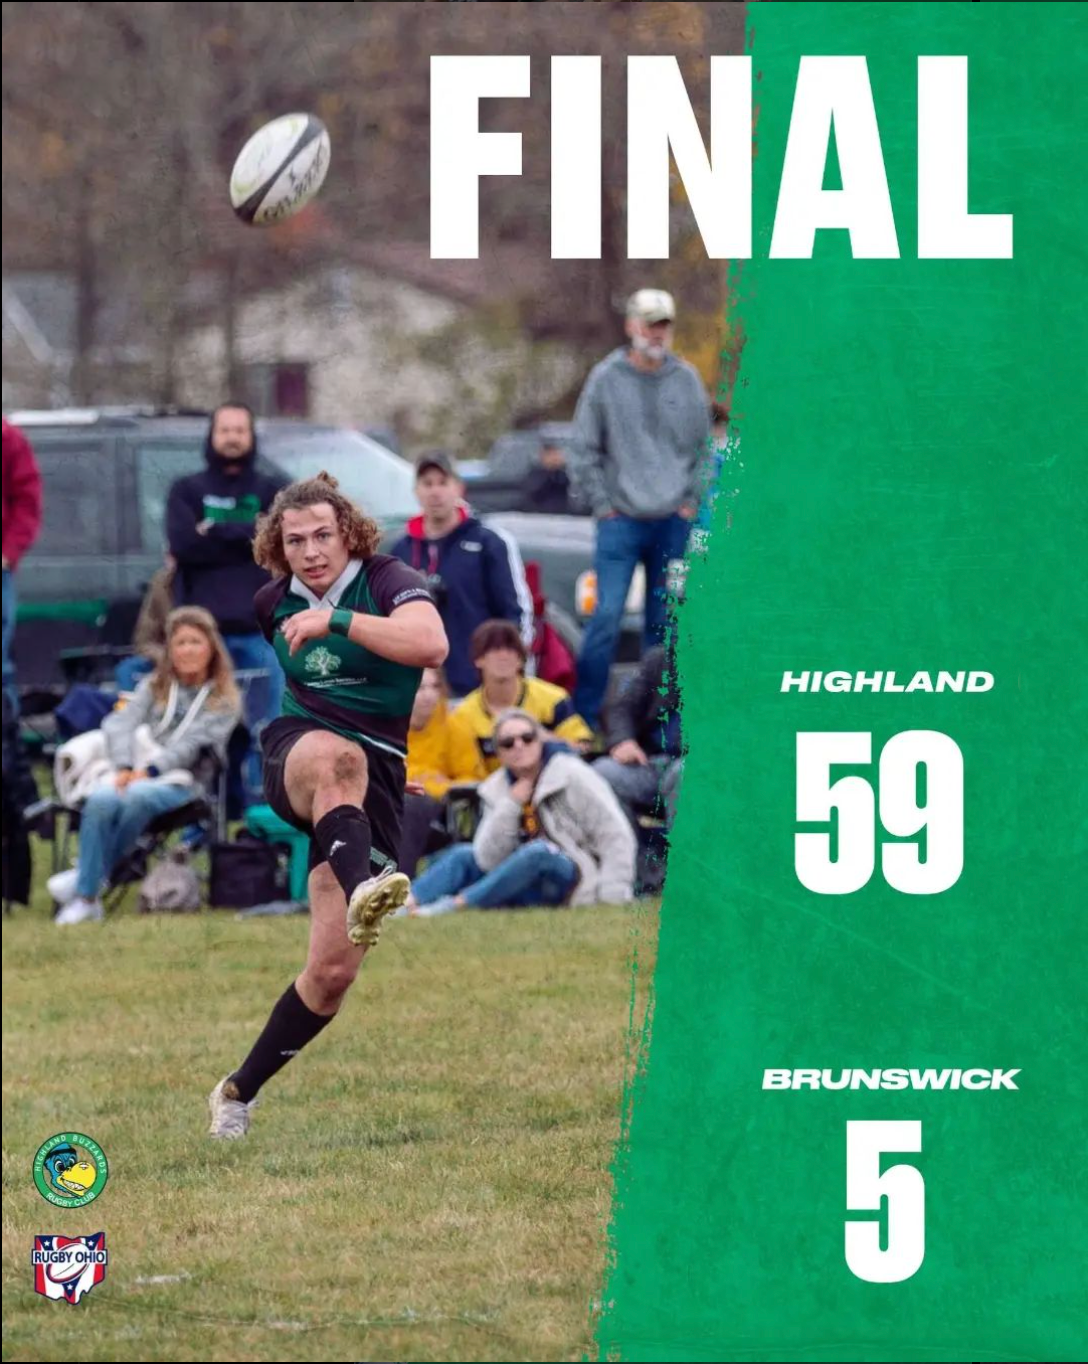 FINAL
HIGHLAND
59
BRUNSWICK
5
HIGHLAND BUZZARDS
RUGBY CLUB
RUGBY OHIO